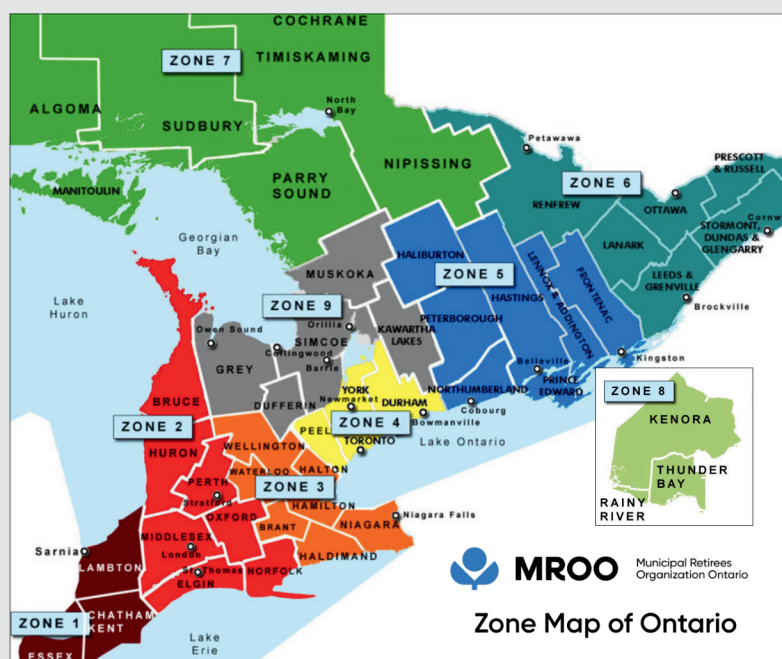 COCHRANE
ZONE 7
TIMISKAMING
ALGOMA
North
Bay
SUDBURY
Petawawa
NIPISSING
PRESCOTT
& RUSSELL
PARRY
SOUND
ZONE 6
MANITOULIN
RENFREW
OTTAWA
Cornw
STORMONT,
DUNDAS &
GLENGARRY
Georgian
Bay
LANARK
HALIBURTON
MUSKOKA
ZONE 5
LENNOX & ADDINGTON
FRONTENAC
LEEDS &
GRENVILLE
Lake
Huron
HASTINGS
Brockville
ZONE 9
Orillia
PETERBOROUGH
Owen Sound
SIMCOE
KAWARTHA
LAKES
Collingwood
Barrie
Kingston
GREY
Belleville
YORK
Newmarket
DURHAM
NORTHUMBERLAND
PRINCE
EDWARD
BRUCE
DUFFERIN
Cobourg
ZONE 8
PEEL
ZONE 4
Bowmanville
ZONE 2
TORONTO
Lake Ontario
KENORA
WELLINGTON
HURON
WATERLOO
HALTON
THUNDER
BAY
PERTH
ZONE 3
Stratford
HAMILTON
RAINY
RIVER
OXFORD
BRANT
NIAGARA
Niagara Falls
MIDDLESEX
London
Sarnia
HALDIMAND
LAMBTON
St. Thomas
NORFOLK
ELGIN
MROO
Municipal Retirees
Organization Ontario
CHATHAM
KENT
ZONE 1
Zone Map of Ontario
Lake
Erie
ESSEX